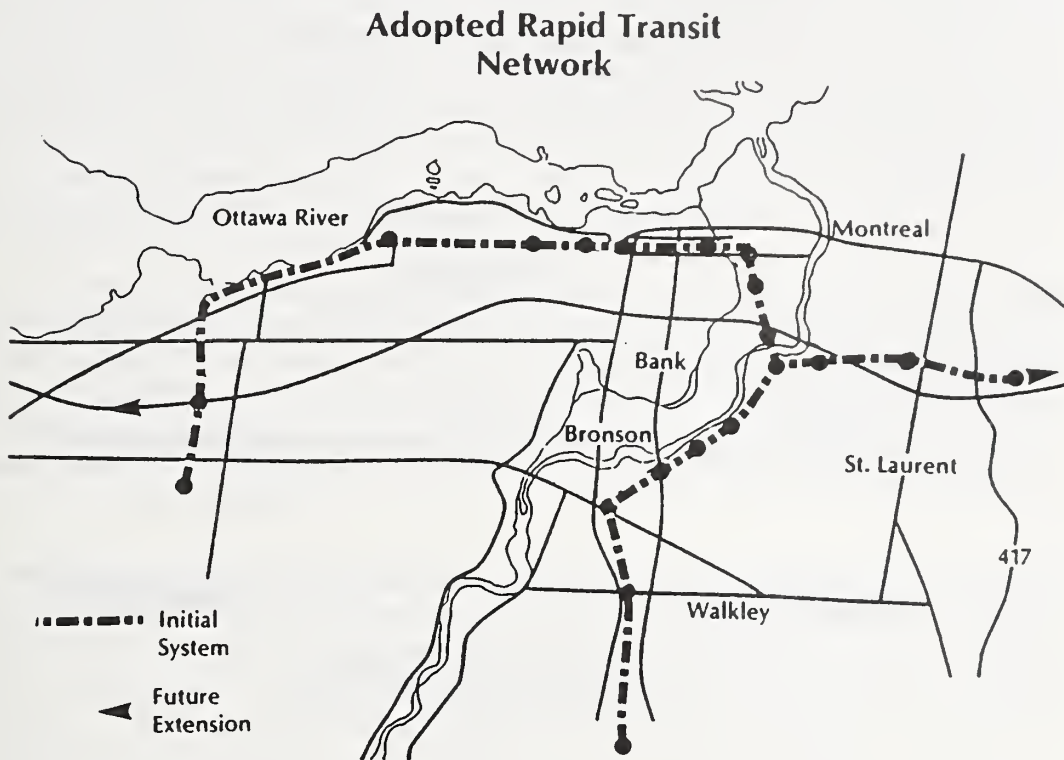 Adopted Rapid Transit
Network
Ottawa River
Montreal
Bank
Bronson
St. Laurent
417
Walkley
Initial
System
Future
Extension